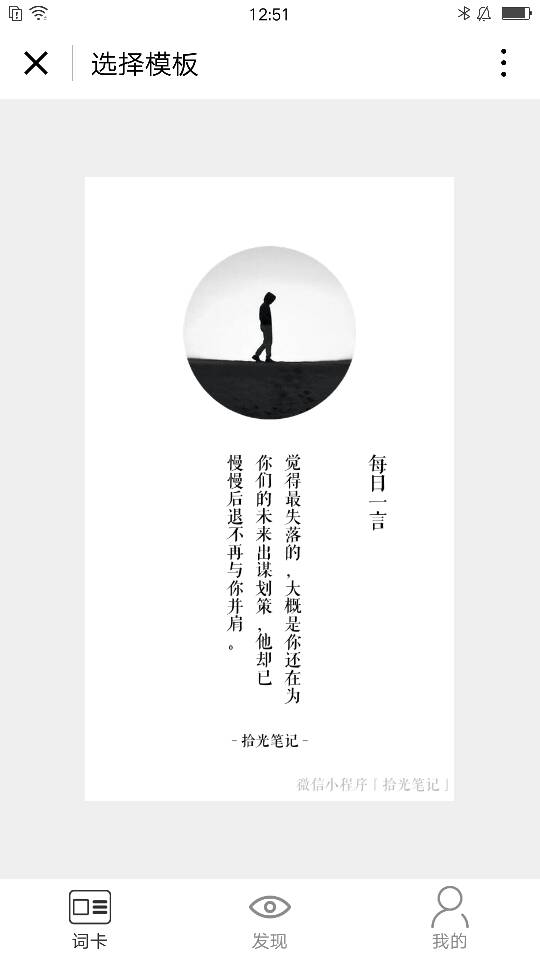 12:51
选择模板
每日一言
觉得最失落的，大概是你还在为
你们的未来出谋划策，他却已
慢慢后退不再与你并肩。
- 拾光笔记 -
微信小程序「拾光笔记」
词卡
发现
我的